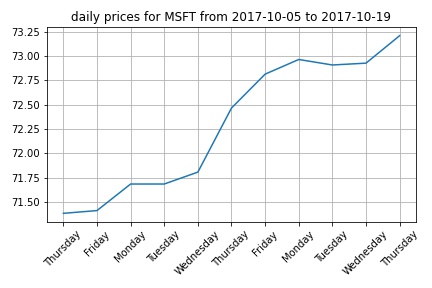 daily prices for MSFT from 2017-10-05 to 2017-10-19
73.25
73.00
72.75
72.50
72.25
72.00
71.75
71.50
Thursday
Friday
Monday
Tuesday
Wednesday
Thursday
Friday
Monday
Tuesday
Wednesday
Thursday